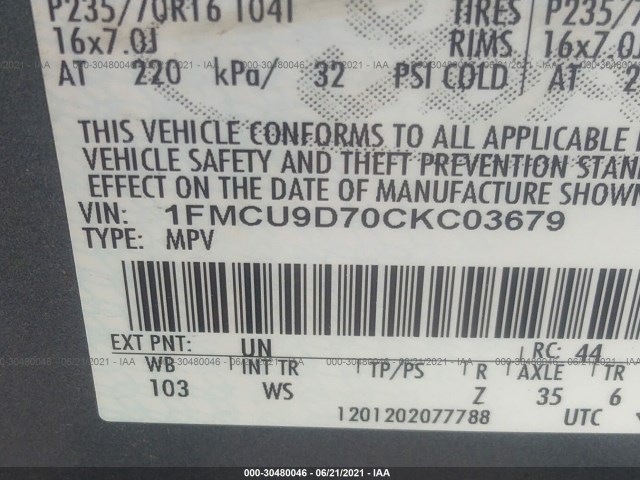 P235/70R16 104T TIRES P235/7
16x7.0J RIMS 16x7.0
AT 220 kPa/ 32 PSI COLD AT 2
THIS VEHICLE CONFORMS TO ALL APPLICABLE
VEHICLE SAFETY AND THEFT PREVENTION STAN
EFFECT ON THE DATE OF MANUFACTURE SHOWN
VIN: 1FMCU9D70CKC03679
TYPE: MPV
EXT PNT: UN RC: 44
WB INT TR TP/PS R AXLE TR
103 WS Z 35 6
1201202077788 UTC
000-30480046 - 06/21/2021 - IAA